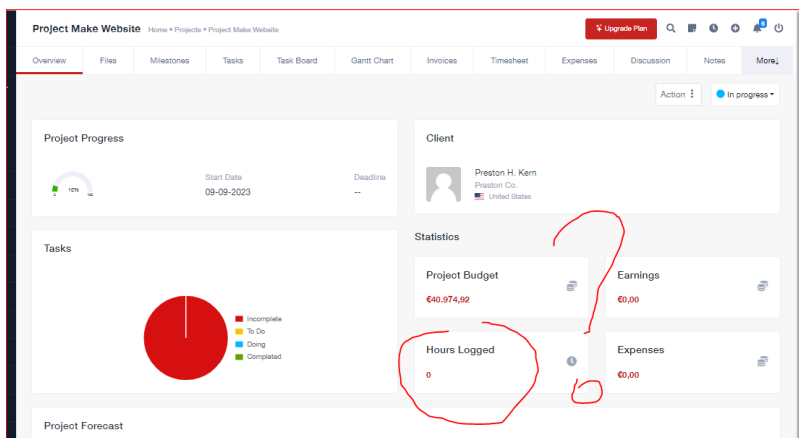 Project Make Website Home • Projects • Project Make Website Upgrade Plan 6
Overview Files Milestones Tasks Task Board Gantt Chart Invoices Timesheet Expenses Discussion Notes More↓
Action In progress
Project Progress
10%
0 100
Start Date Deadline
09-09-2023 --
Client
Preston H. Kern
Preston Co.
United States
Tasks
Incomplete
To Do
Doing
Completed
Statistics
Project Budget
€40.974,92
Earnings
€0,00
Hours Logged
0
Expenses
€0,00
Project Forecast
?